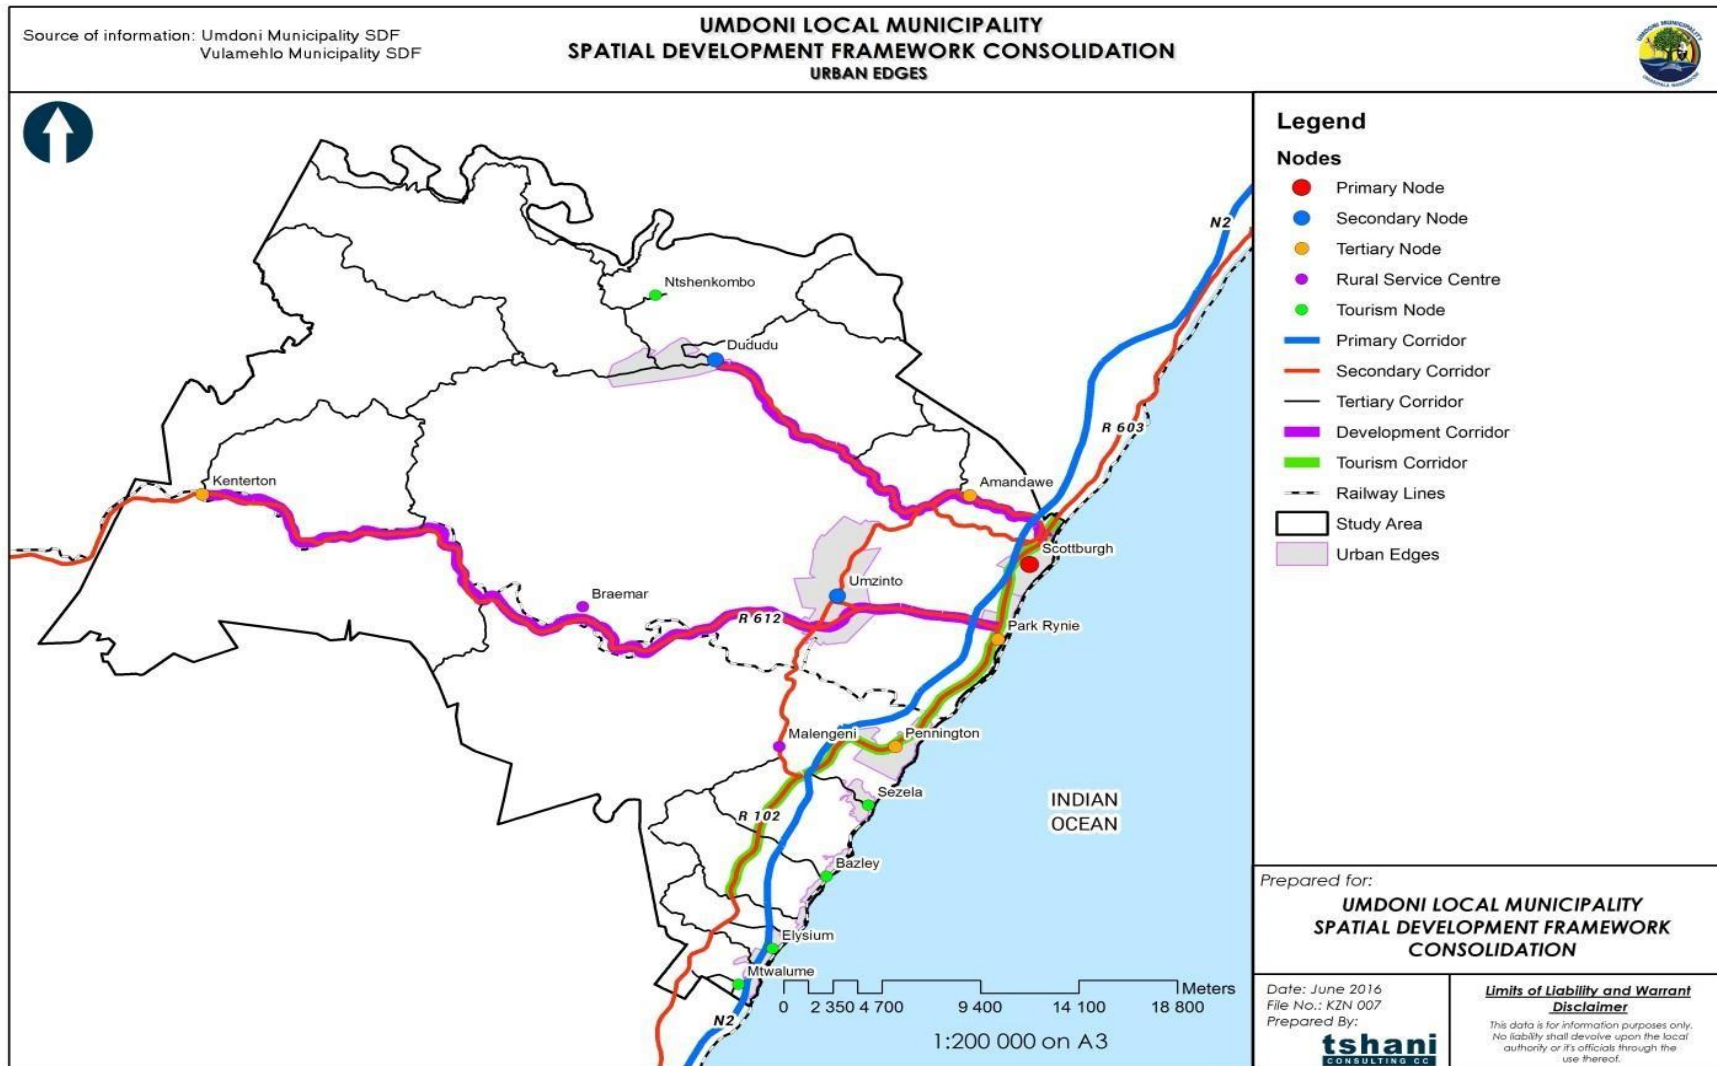 Source of information: Umdoni Municipality SDF
Vulamehlo Municipality SDF
UMDONI LOCAL MUNICIPALITY
SPATIAL DEVELOPMENT FRAMEWORK CONSOLIDATION
URBAN EDGES
UMDONI MUNICIPALITY
N2
Ntshenkombo
Dududu
R 603
Kenterton
Amandawe
Scottburgh
Umzinto
Braemar
R 612
Park Rynie
Malengeni
Pennington
Sezela
INDIAN
OCEAN
R 102
Bazley
Elysium
Mtwalume
N2
Meters
0 2 350 4 700 9 400 14 100 18 800
1:200 000 on A3
Legend
Nodes
Primary Node
Secondary Node
Tertiary Node
Rural Service Centre
Tourism Node
Primary Corridor
Secondary Corridor
Tertiary Corridor
Development Corridor
Tourism Corridor
Railway Lines
Study Area
Urban Edges
Prepared for:
UMDONI LOCAL MUNICIPALITY
SPATIAL DEVELOPMENT FRAMEWORK
CONSOLIDATION
Date: June 2016
File No.: KZN 007
Prepared By:
tshani
CONSULTING CC
Limits of Liability and Warrant
Disclaimer
This data is for information purposes only.
No liability shall devolve upon the local
authority or it's officials through the
use thereof.